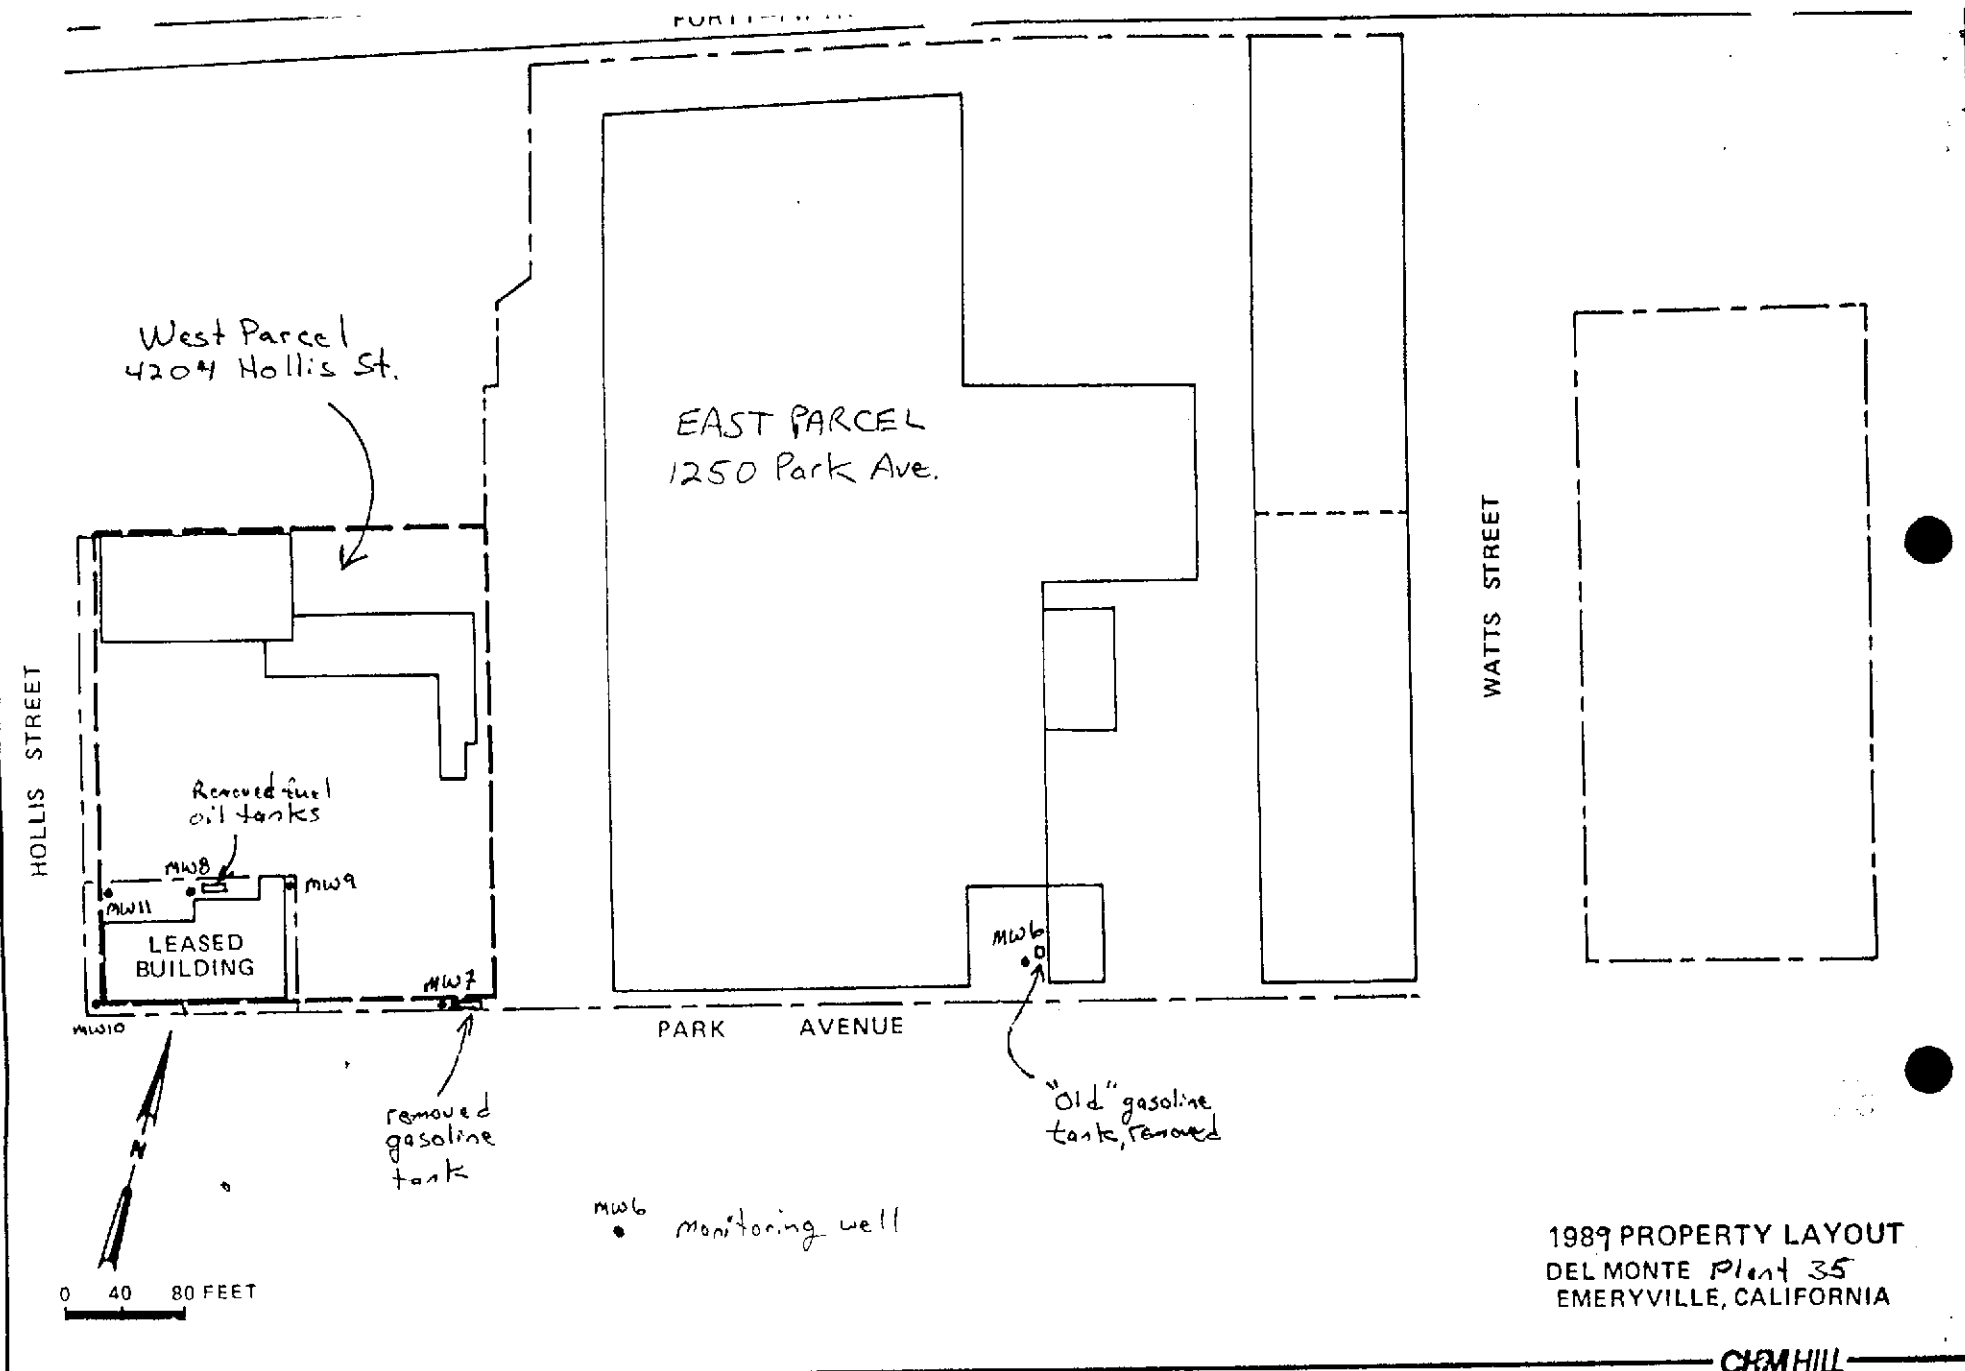 West Parcel
4204 Hollis St.
EAST PARCEL
1250 Park Ave.
WATTS STREET
HOLLIS STREET
Removed fuel
oil tanks
MW8
MW9
MW11
LEASED
BUILDING
MW6
MW7
MW10
PARK AVENUE
removed
gasoline
tank
"Old" gasoline
tank, removed
N
MW6
monitoring well
0 40 80 FEET
1989 PROPERTY LAYOUT
DEL MONTE Plant 35
EMERYVILLE, CALIFORNIA
CH2M HILL